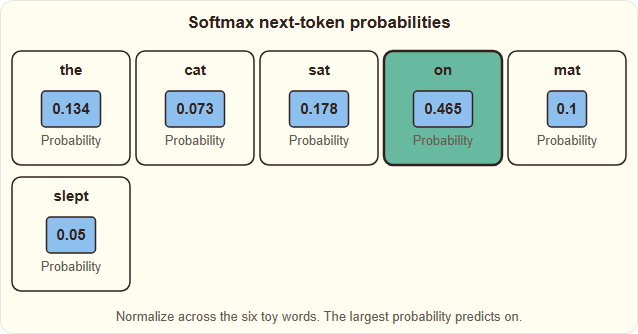 Softmax next-token probabilities
the
0.134
Probability
cat
0.073
Probability
sat
0.178
Probability
on
0.465
Probability
mat
0.1
Probability
slept
0.05
Probability
Normalize across the six toy words. The largest probability predicts on.